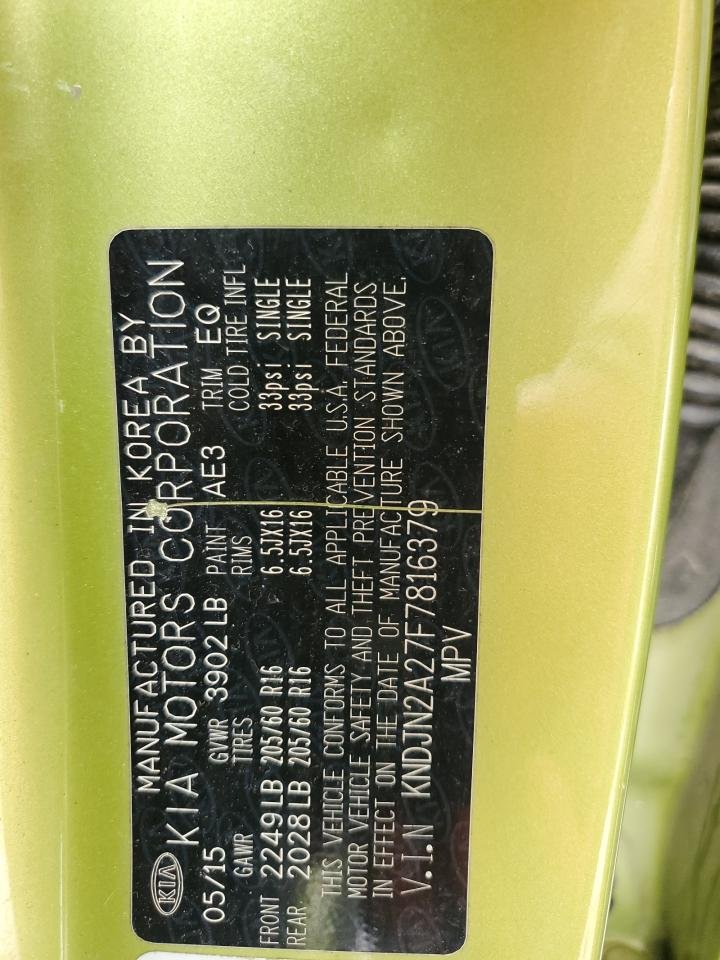 MANUFACTURED IN KOREA BY
KIA KIA MOTORS CORPORATION
05/15 GVWR 3902 LB PAINT AE3 TRIM EQ
GAWR TIRES RIMS COLD TIRE INFL
FRONT 2249LB 205/60 R16 6.5JX16 33psi SINGLE
REAR 2028LB 205/60 R16 6.5JX16 33psi SINGLE
THIS VEHICLE CONFORMS TO ALL APPLICABLE U.S.A. FEDERAL
MOTOR VEHICLE SAFETY AND THEFT PREVENTION STANDARDS
IN EFFECT ON THE DATE OF MANUFACTURE SHOWN ABOVE.
V.I.N KNDJN2A27F7816379
MPV